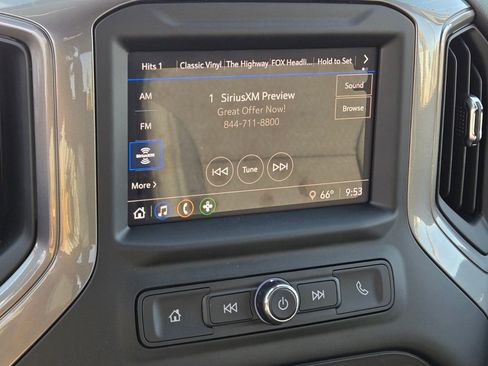 Hits 1 Classic Vinyl The Highway FOX Headli... Hold to Set >
AM
1 SiriusXM Preview
Sound
Great Offer Now!
Browse
FM
844-711-8800
SiriusXM
Tune
More >
66° 9:53